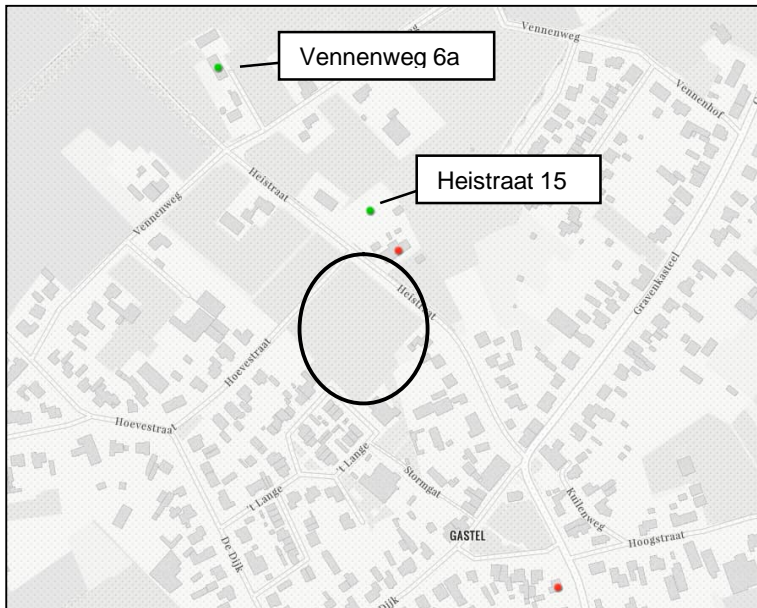 Vennenweg 6a
Vennenweg
Vennenhof
Heistraat
Heistraat 15
Vennenweg
Gravenkasteel
Heistraat
Hoevestraat
Hoevestraat
't Lange
't Lange
Stormgat
De Dijk
GASTEL
Kuilenweg
Hoogstraat
Dijk